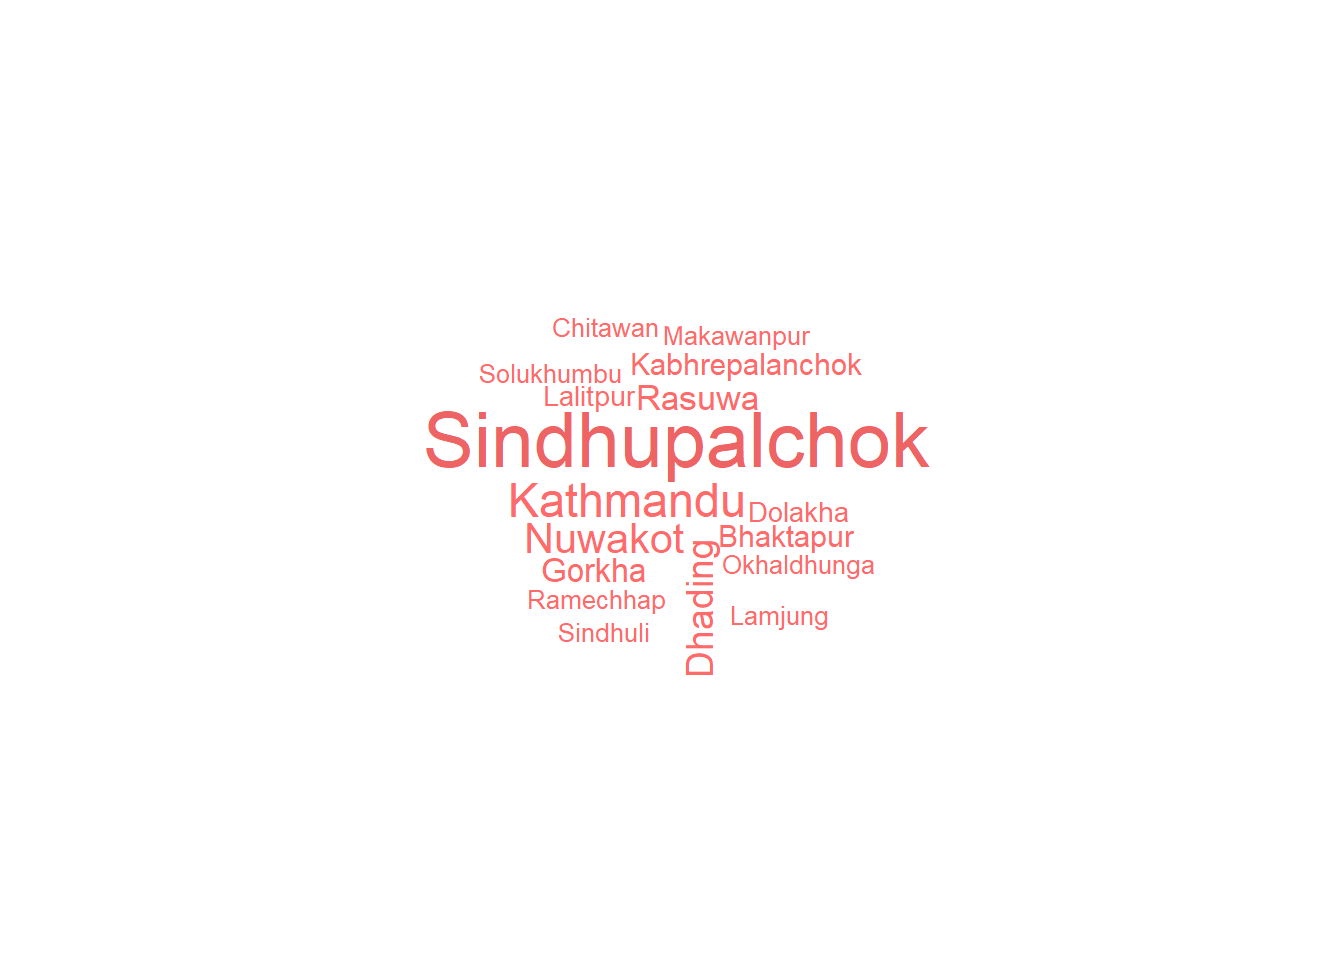 Chitawan
Makawanpur
Kabhrepalanchok
Solukhumbu
Lalitpur
Rasuwa
Sindhupalchok
Kathmandu
Dolakha
Nuwakot
Bhaktapur
Gorkha
Okhaldhunga
Ramechhap
Dhading
Lamjung
Sindhuli